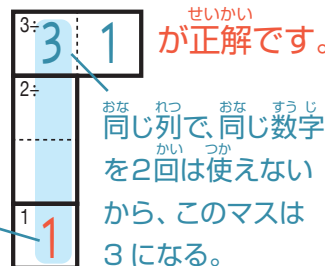 3÷ 3 1
せいかい
が正解です。
2÷
おな れつ おな すうじ
同じ列で、同じ数字
かい つか
を2回は使えない
から、このマスは
3になる。
1 1